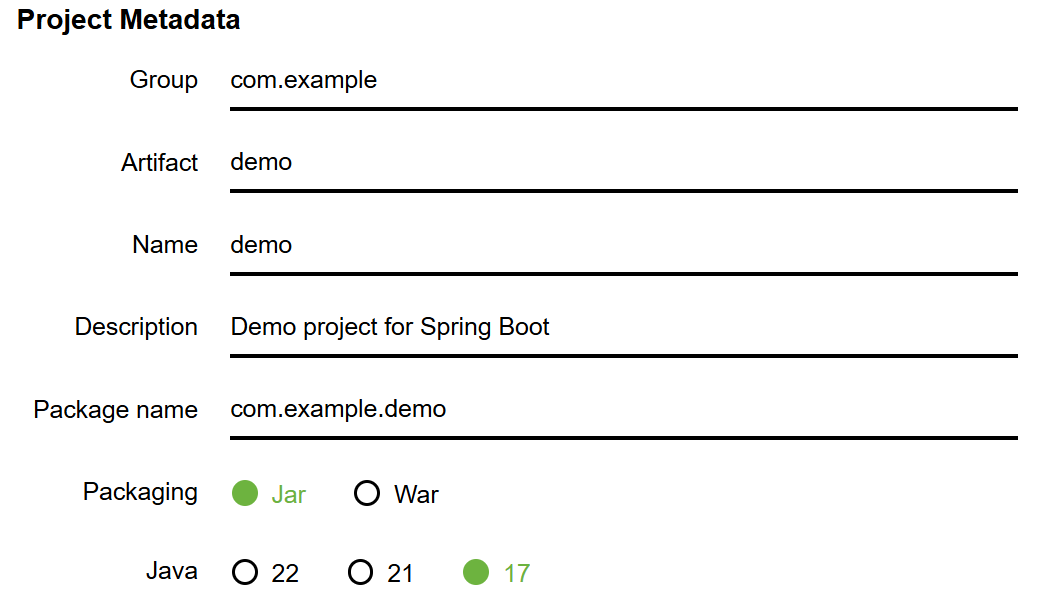 Project Metadata
Group com.example
Artifact demo
Name demo
Description Demo project for Spring Boot
Package name com.example.demo
Packaging Jar War
Java 22 21 17